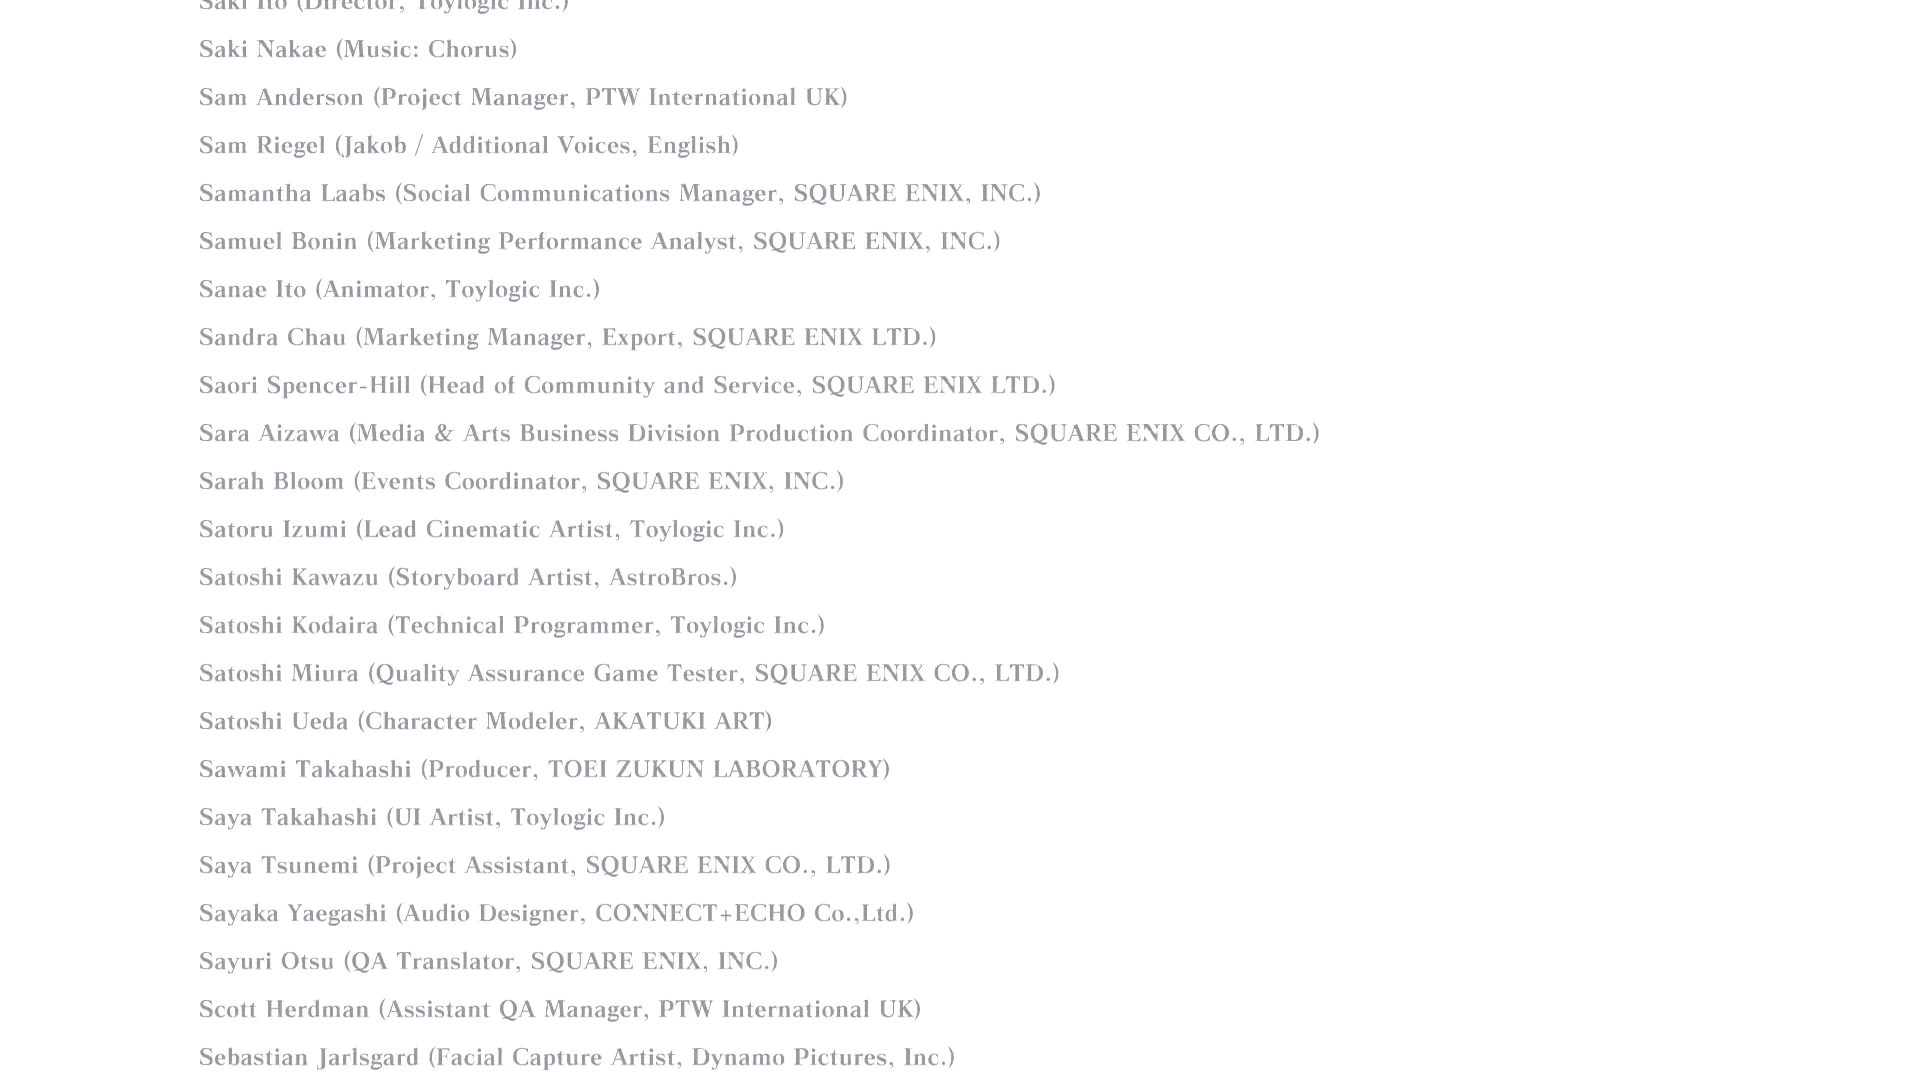 Saki Ito (Director, Toylogic Inc.)
Saki Nakae (Music: Chorus)
Sam Anderson (Project Manager, PTW International UK)
Sam Riegel (Jakob / Additional Voices, English)
Samantha Laabs (Social Communications Manager, SQUARE ENIX, INC.)
Samuel Bonin (Marketing Performance Analyst, SQUARE ENIX, INC.)
Sanae Ito (Animator, Toylogic Inc.)
Sandra Chau (Marketing Manager, Export, SQUARE ENIX LTD.)
Saori Spencer-Hill (Head of Community and Service, SQUARE ENIX LTD.)
Sara Aizawa (Media & Arts Business Division Production Coordinator, SQUARE ENIX CO., LTD.)
Sarah Bloom (Events Coordinator, SQUARE ENIX, INC.)
Satoru Izumi (Lead Cinematic Artist, Toylogic Inc.)
Satoshi Kawazu (Storyboard Artist, AstroBros.)
Satoshi Kodaira (Technical Programmer, Toylogic Inc.)
Satoshi Miura (Quality Assurance Game Tester, SQUARE ENIX CO., LTD.)
Satoshi Ueda (Character Modeler, AKATUKI ART)
Sawami Takahashi (Producer, TOEI ZUKUN LABORATORY)
Saya Takahashi (UI Artist, Toylogic Inc.)
Saya Tsunemi (Project Assistant, SQUARE ENIX CO., LTD.)
Sayaka Yaegashi (Audio Designer, CONNECT+ECHO Co.,Ltd.)
Sayuri Otsu (QA Translator, SQUARE ENIX, INC.)
Scott Herdman (Assistant QA Manager, PTW International UK)
Sebastian Jarlsgard (Facial Capture Artist, Dynamo Pictures, Inc.)